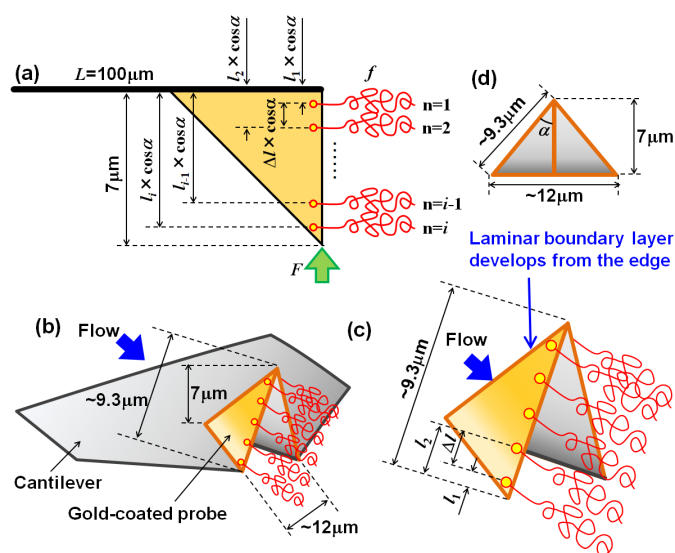 (a)
L=100μm
l₂×cosα
l₁×cosα
f
n=1
n=2
Δl×cosα
7μm
lᵢ×cosα
lᵢ₋₁×cosα
......
n=i-1
n=i
F
(d)
~9.3μm
α
7μm
~12μm
Laminar boundary layer
develops from the edge
(b)
Flow
~9.3μm
7μm
Cantilever
Gold-coated probe
~12μm
(c)
Flow
~9.3μm
l₂
Δl
l₁